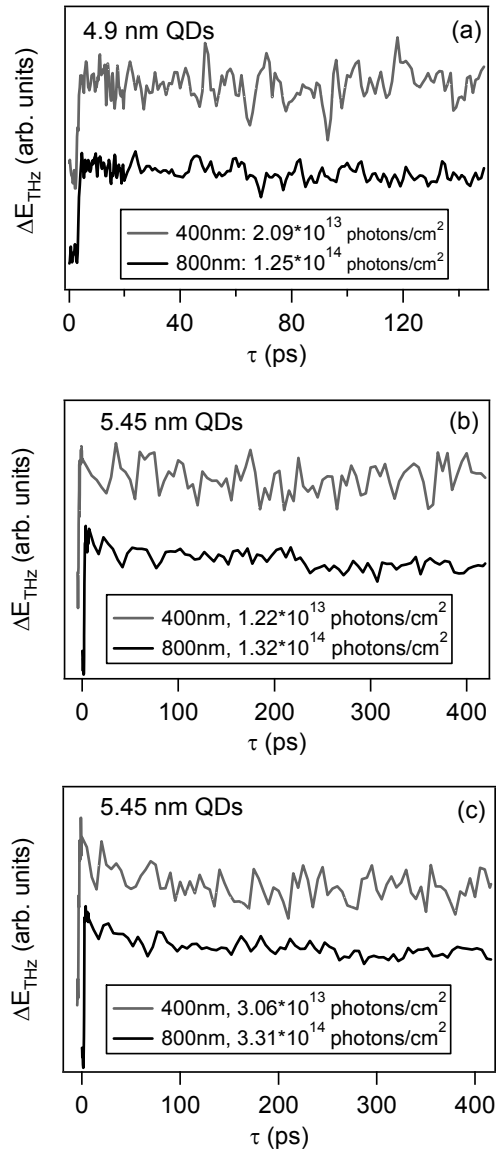 4.9 nm QDs
(a)
ΔE_THz (arb. units)
400nm: 2.09*10^13 photons/cm^2
800nm: 1.25*10^14 photons/cm^2
0 40 80 120
τ (ps)
5.45 nm QDs
(b)
ΔE_THz (arb. units)
400nm, 1.22*10^13 photons/cm^2
800nm, 1.32*10^14 photons/cm^2
0 100 200 300 400
τ (ps)
5.45 nm QDs
(c)
ΔE_THz (arb. units)
400nm, 3.06*10^13 photons/cm^2
800nm, 3.31*10^14 photons/cm^2
0 100 200 300 400
τ (ps)